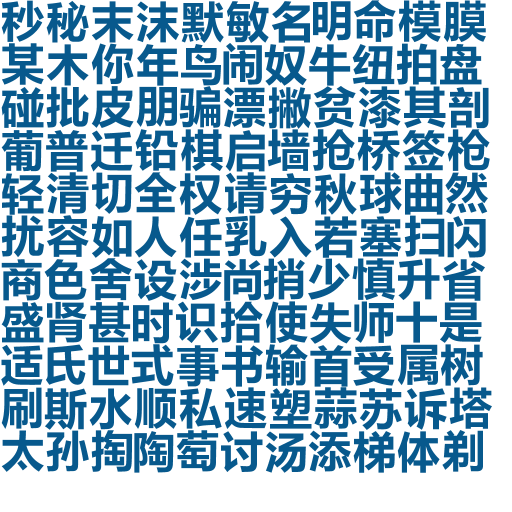 秒秘末沫默敏名明命模膜
某木你年鸟闹奴牛纽拍盘
碰批皮朋骗漂撇贫漆其剖
葡普迁铅棋启墙抢桥签枪
轻清切全权请穷秋球曲然
扰容如人任乳入若塞扫闪
商色舍设涉尚捎少慎升省
盛肾甚时识拾使失师十是
适氏世式事书输首受属树
刷斯水顺私速塑蒜苏诉塔
太孙掏陶萄讨汤添梯体剃